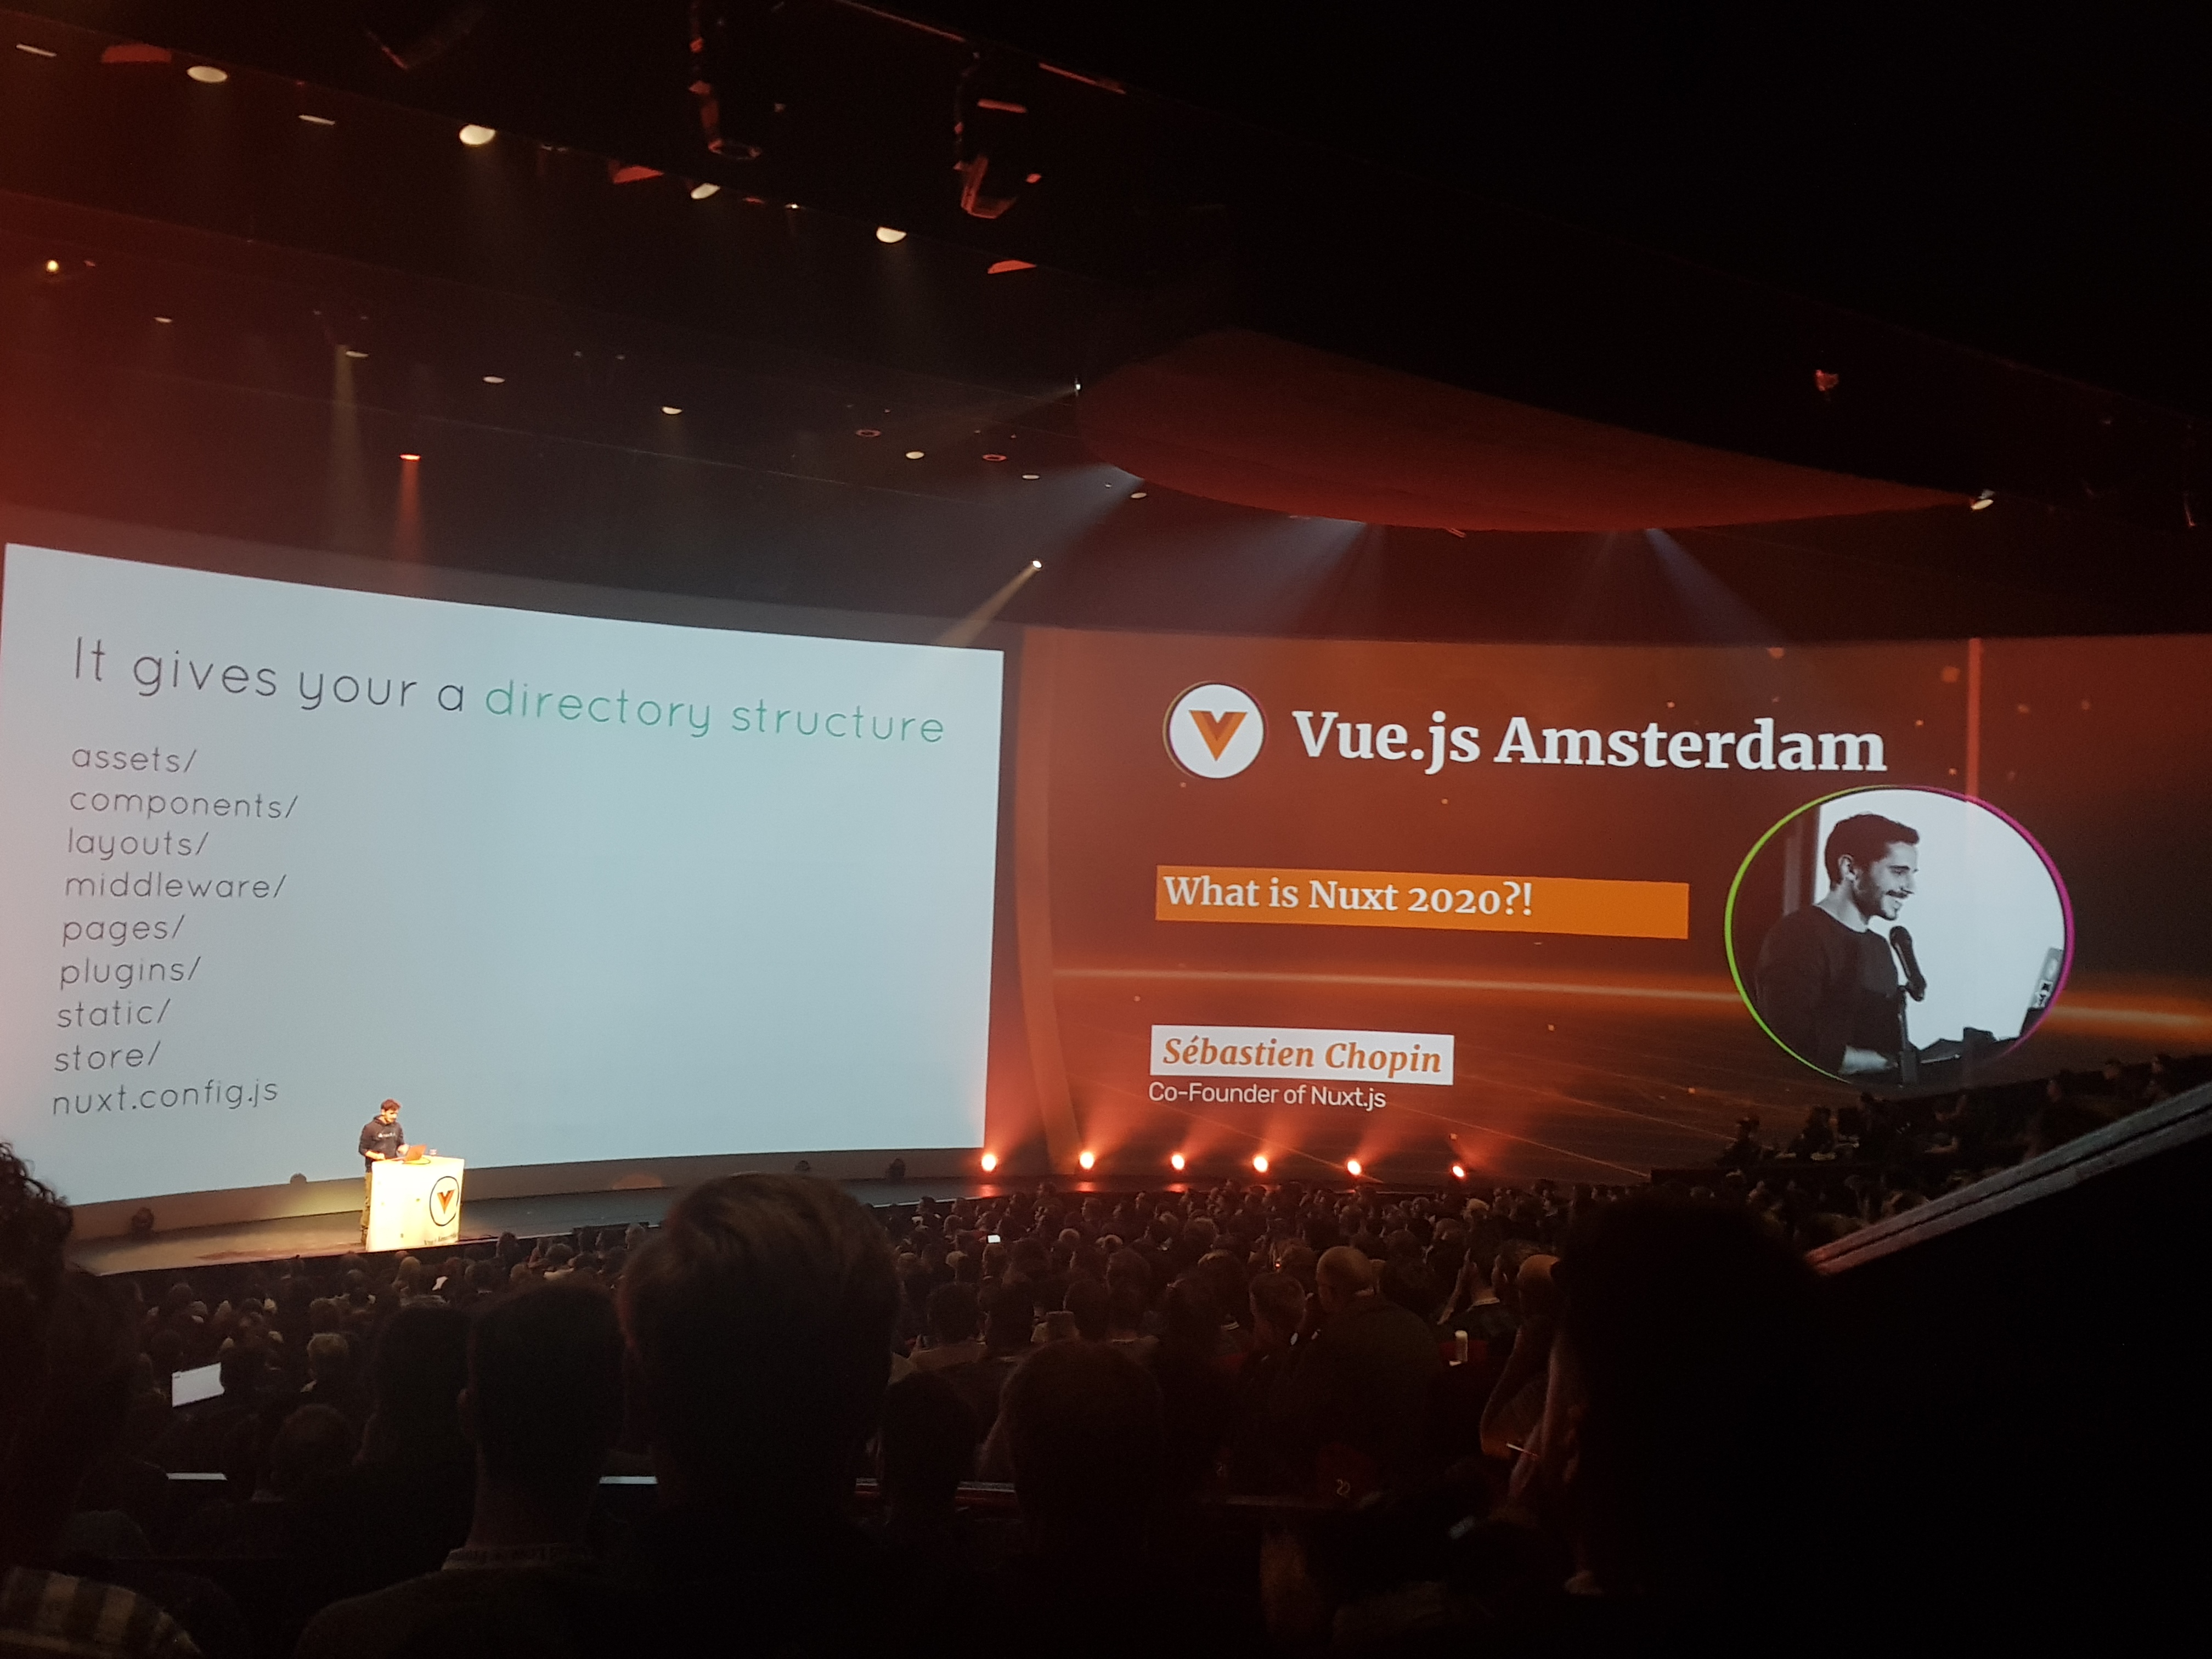 It gives your a directory structure
assets/
components/
layouts/
middleware/
pages/
plugins/
static/
store/
nuxt.config.js
Vue.js Amsterdam
What is Nuxt 2020?!
Sébastien Chopin
Co-Founder of Nuxt.js